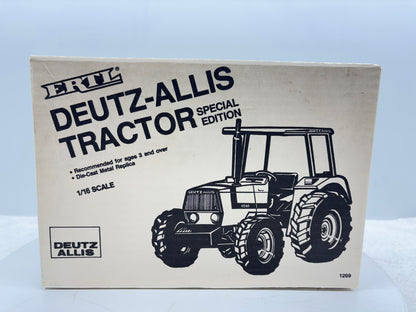 ERTL®
DEUTZ-ALLIS
TRACTOR SPECIAL EDITION
• Recommended for ages 3 and over
• Die-Cast Metal Replica
1/16 SCALE
DEUTZ
ALLIS
1209